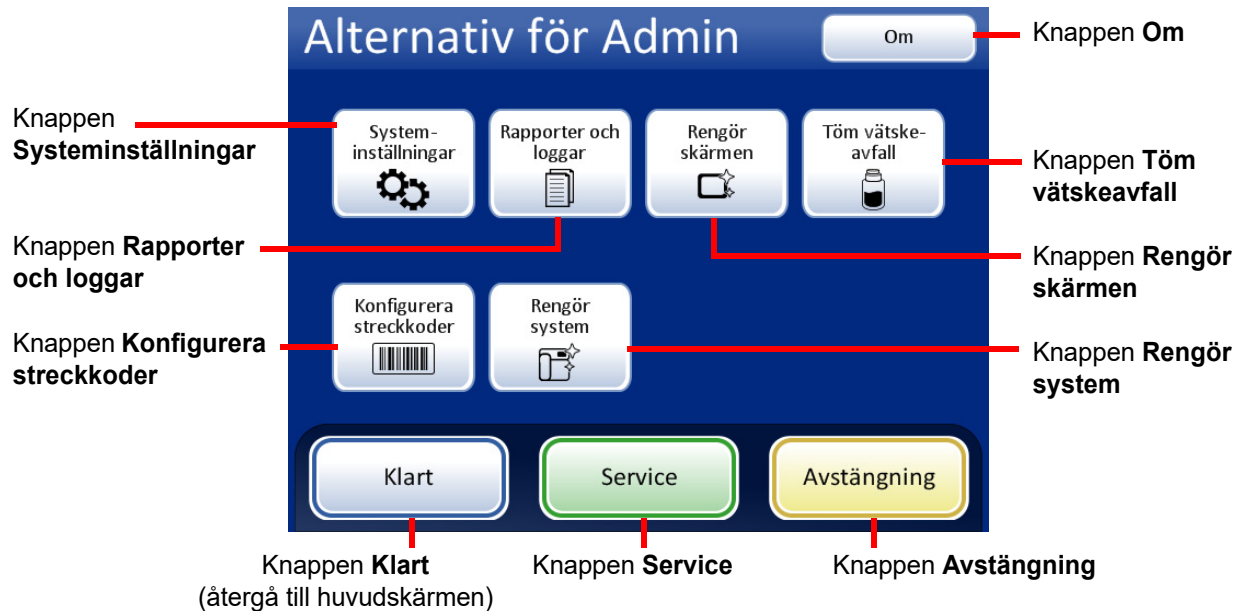 Alternativ för Admin
Om
Knappen Om
Knappen
Systeminställningar
System-
inställningar
Rapporter och
loggar
Rengör
skärmen
Töm vätske-
avfall
Knappen Töm
vätskeavfall
Knappen Rapporter
och loggar
Knappen Rengör
skärmen
Konfigurera
streckkoder
Rengör
system
Knappen Konfigurera
streckkoder
Knappen Rengör
system
Klart
Service
Avstängning
Knappen Klart
(återgå till huvudskärmen)
Knappen Service
Knappen Avstängning